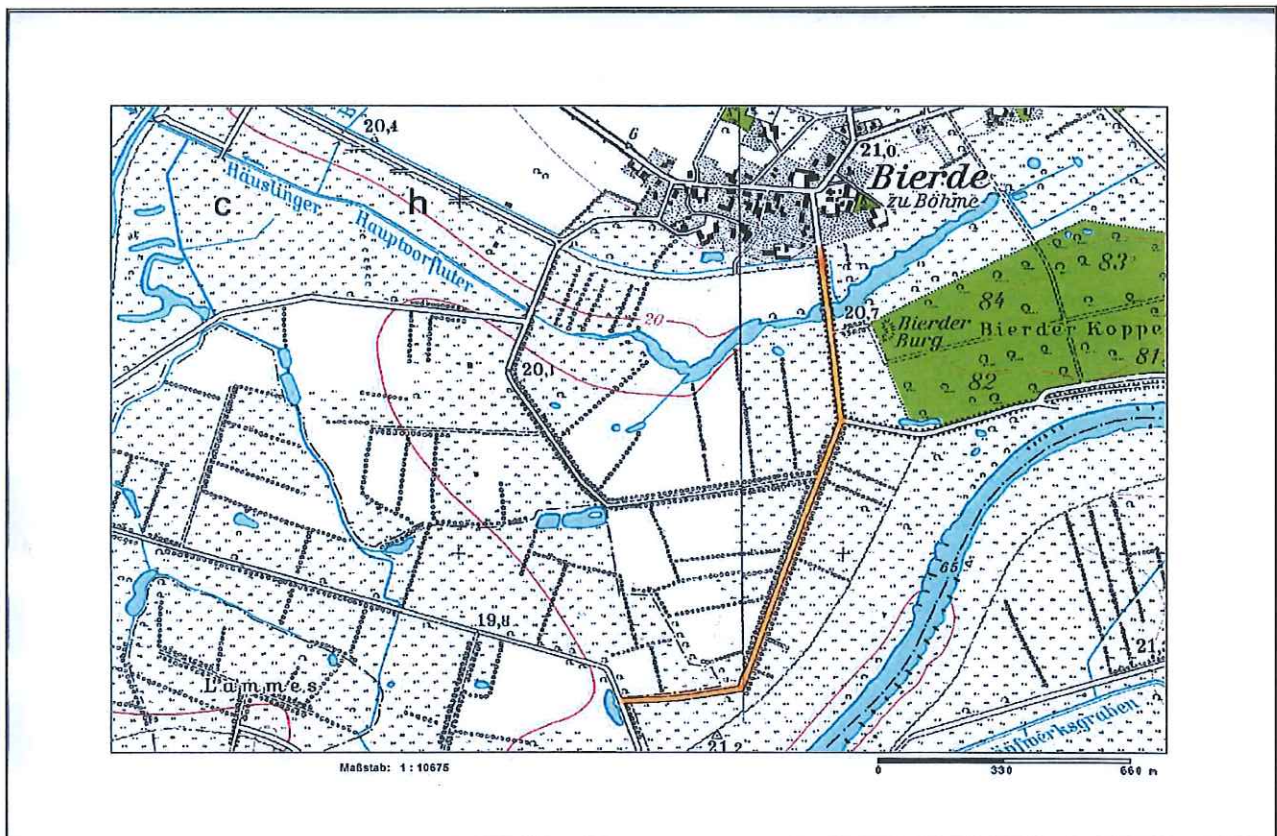 20,4
6
21,0
Bierde
zu Böhme
Häuslinger
Hauptvorfluter
c
h
20
20,7
83
84
Bierder
Burg
Bierder Koppe
81
82
20,1
65
19,8
Lammes
21
21,2
Maßstab: 1 : 10675
0 330 660 m